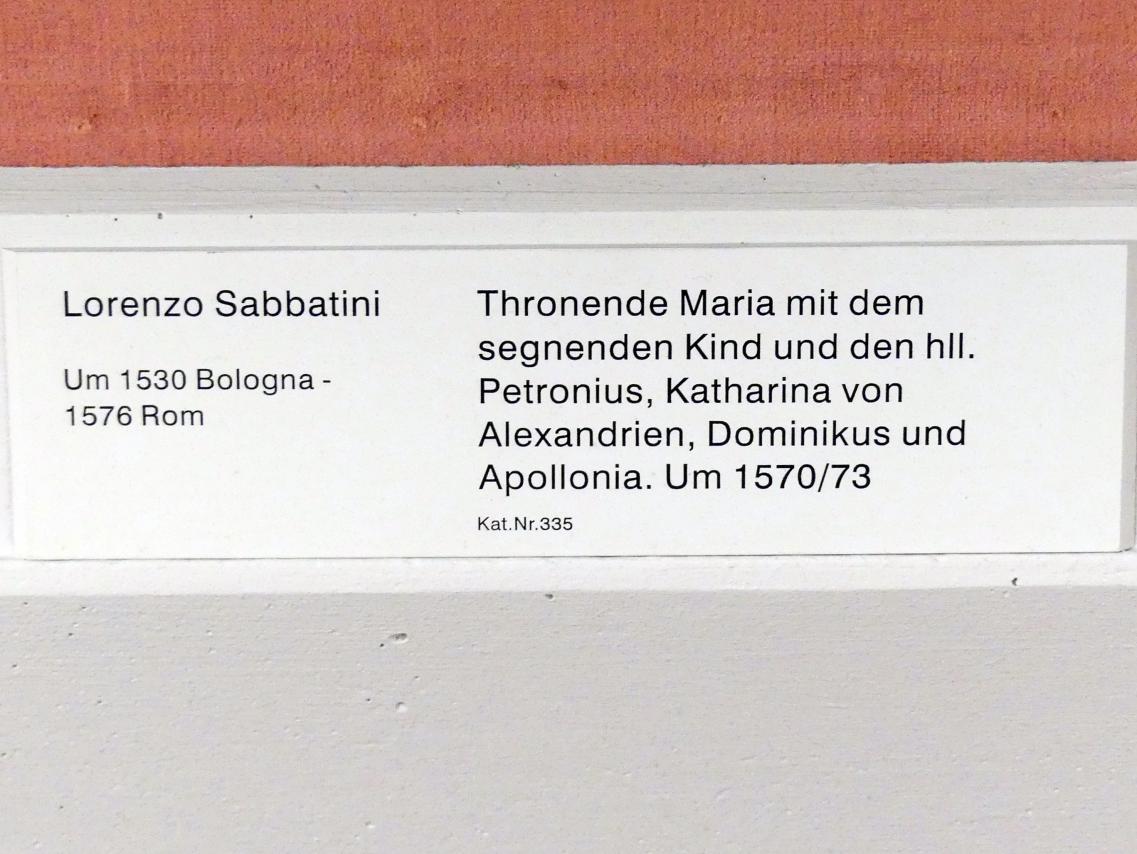 Lorenzo Sabbatini
Um 1530 Bologna -
1576 Rom
Thronende Maria mit dem
segnenden Kind und den hll.
Petronius, Katharina von
Alexandrien, Dominikus und
Apollonia. Um 1570/73
Kat.Nr.335